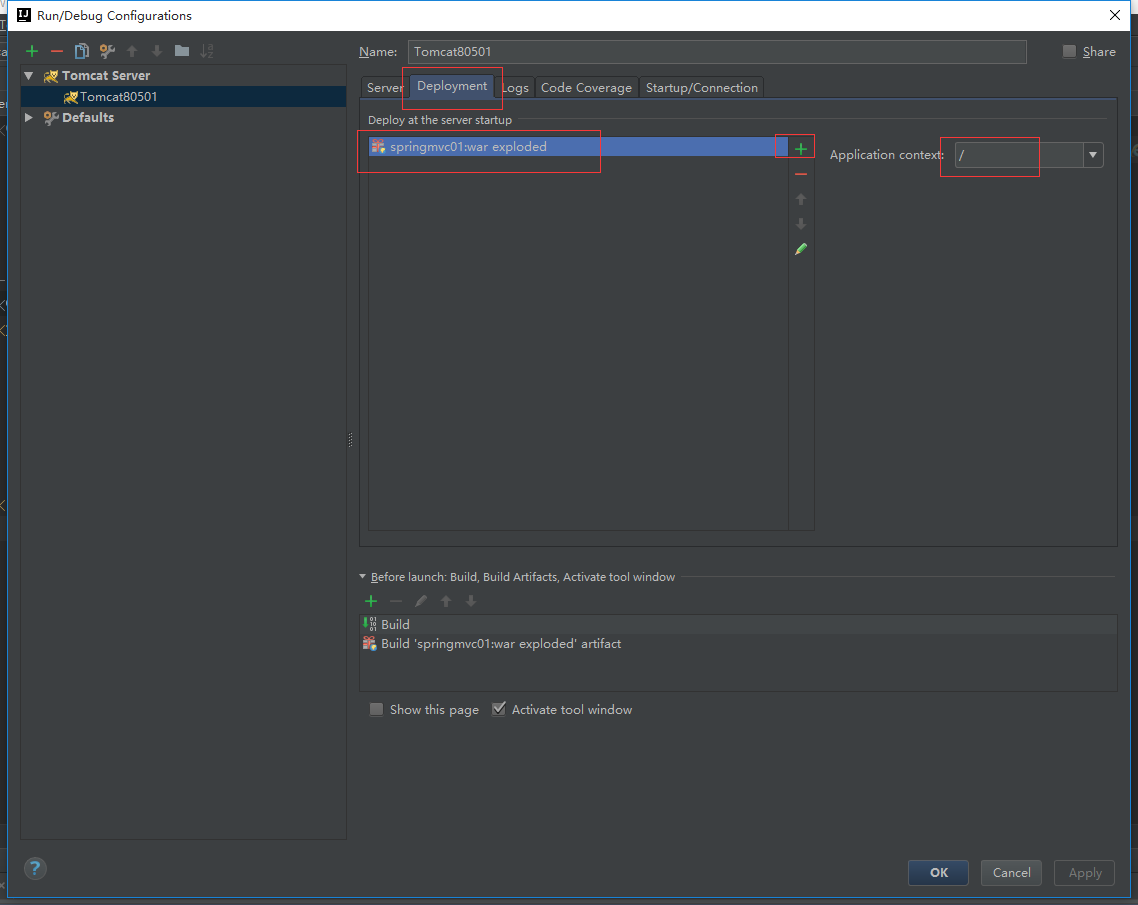 Run/Debug Configurations
Name: Tomcat80501 Share
Tomcat Server
Tomcat80501
Defaults
Server Deployment Logs Code Coverage Startup/Connection
Deploy at the server startup
springmvc01:war exploded
Application context: /
Before launch: Build, Build Artifacts, Activate tool window
Build
Build 'springmvc01:war exploded' artifact
Show this page Activate tool window
? OK Cancel Apply